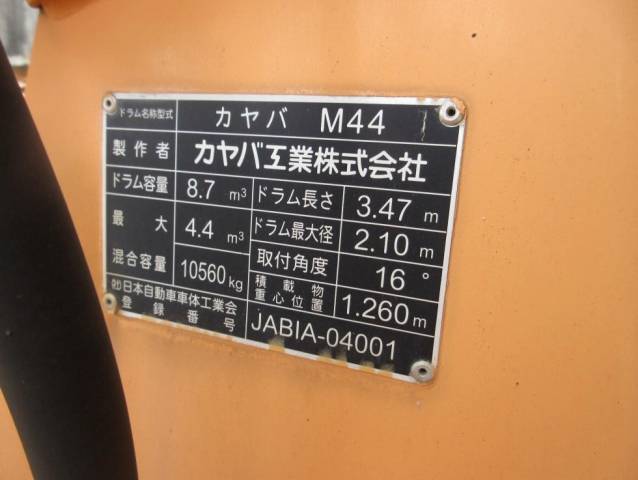 ドラム名称型式 カヤバ M44
製作者 カヤバ工業株式会社
ドラム容量 8.7 m³ ドラム長さ 3.47 m
最大 4.4 m³ ドラム最大径 2.10 m
混合容量 10560 kg 取付角度 16°
積載物
重心位置 1.260 m
(社)日本自動車車体工業会
登録番号 JABIA-04001